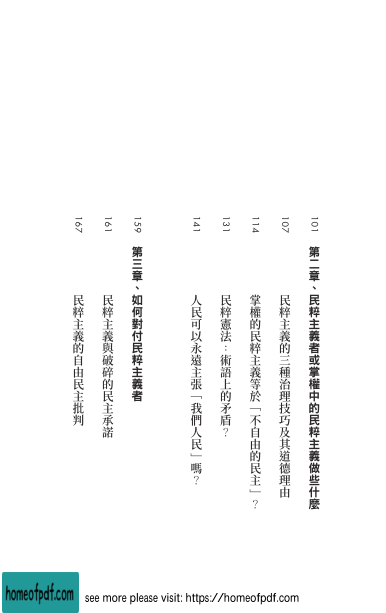 101 第二章、民粹主義者或掌權中的民粹主義做些什麼
107 民粹主義的三種治理技巧及其道德理由
114 掌權的民粹主義等於「不自由的民主」？
131 民粹憲法：術語上的矛盾？
141 人民可以永遠主張「我們人民」嗎？
159 第三章、如何對付民粹主義者
161 民粹主義與破碎的民主承諾
167 民粹主義的自由民主批判
homeofpdf.com
see more please visit: https://homeofpdf.com